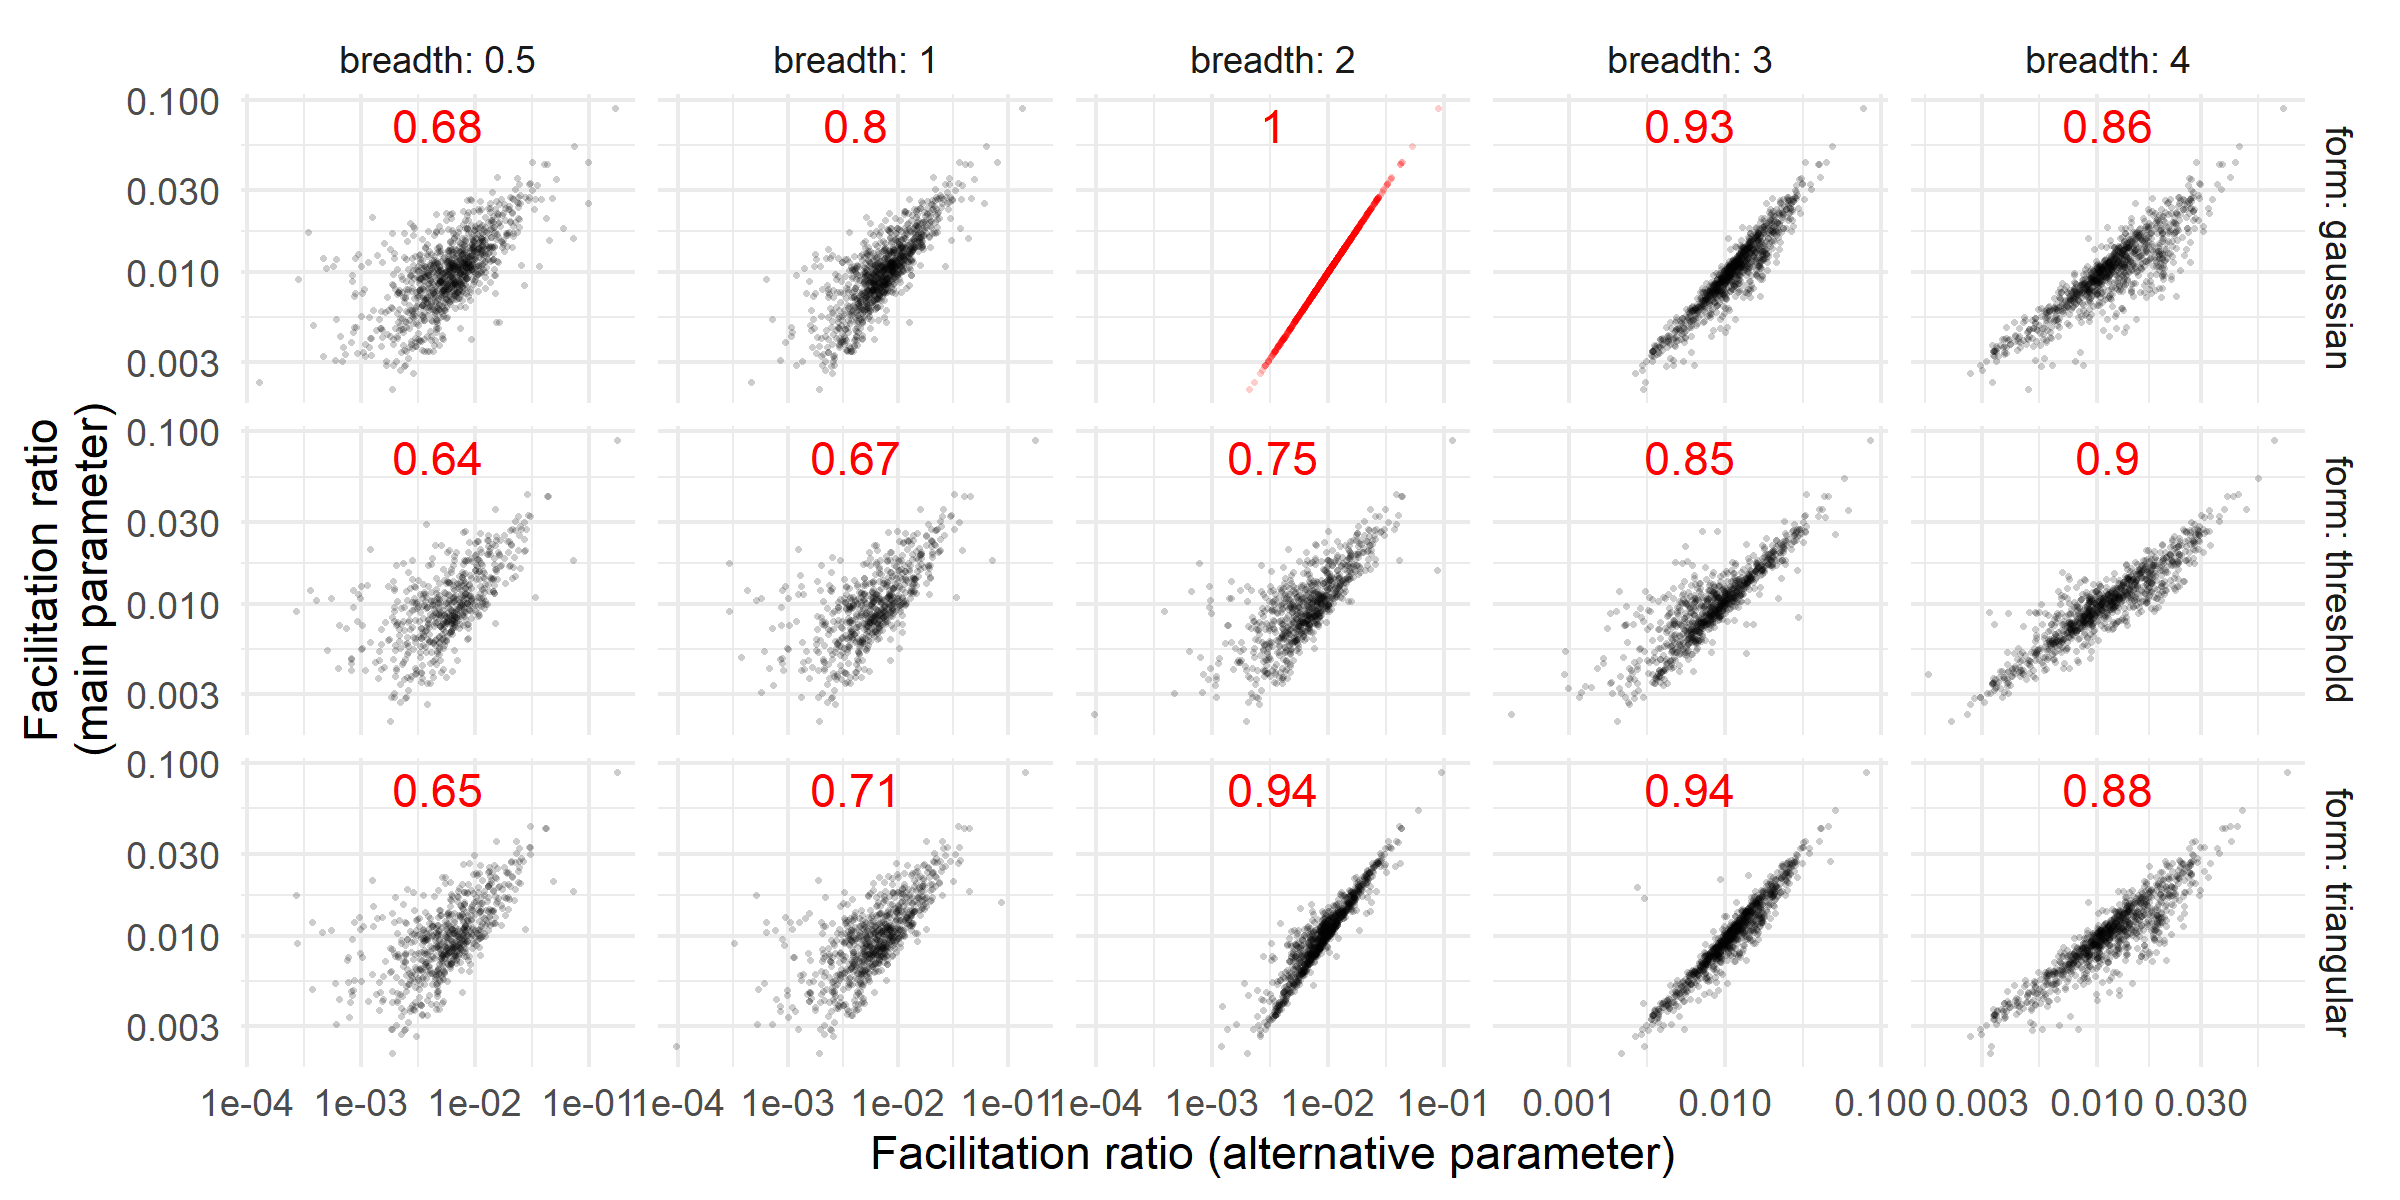 breadth: 0.5
breadth: 1
breadth: 2
breadth: 3
breadth: 4
0.100
0.030
0.010
0.003
0.68
0.8
1
0.93
0.86
form: gaussian
0.100
0.030
0.010
0.003
0.64
0.67
0.75
0.85
0.9
form: threshold
0.100
0.030
0.010
0.003
0.65
0.71
0.94
0.94
0.88
form: triangular
Facilitation ratio
(main parameter)
1e-04 1e-03 1e-02 1e-01
1e-04 1e-03 1e-02 1e-01
1e-04 1e-03 1e-02 1e-01
0.001 0.010 0.100
0.003 0.010 0.030
Facilitation ratio (alternative parameter)